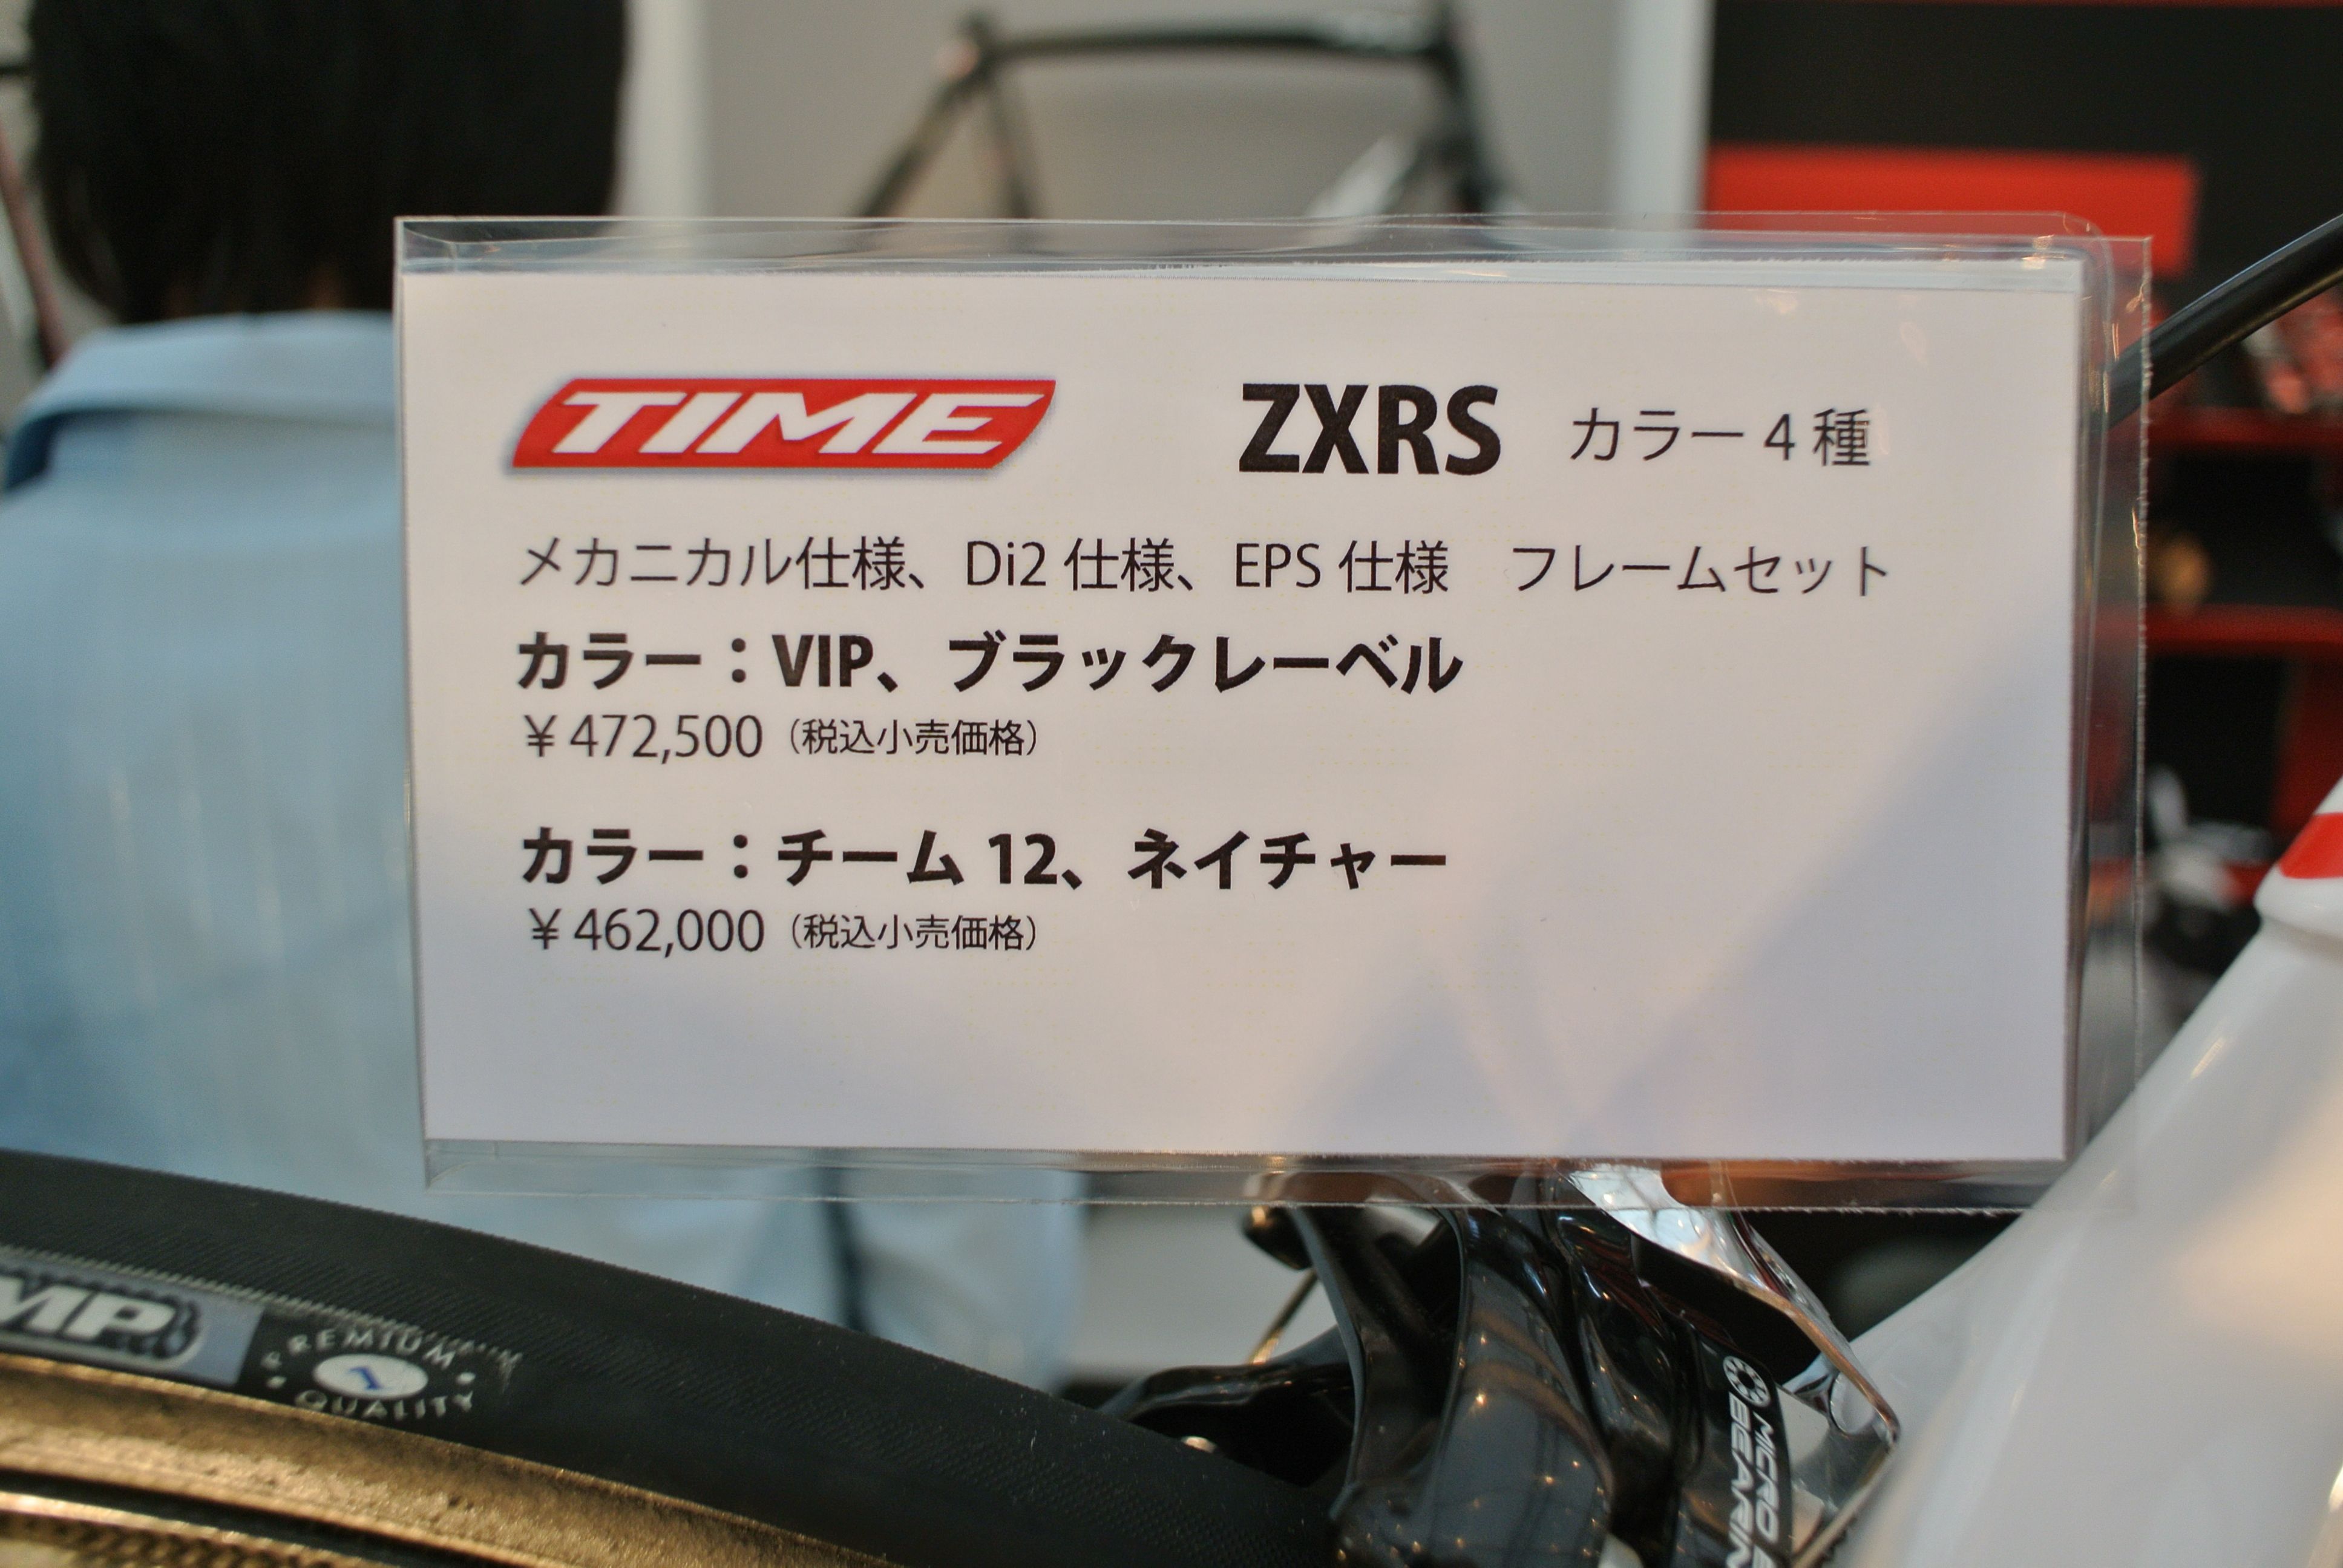 TIME ZXRS カラー 4 種
メカニカル仕様、Di2 仕様、EPS 仕様　フレームセット
カラー：VIP、ブラックレーベル
￥472,500（税込小売価格）
カラー：チーム 12、ネイチャー
￥462,000（税込小売価格）
PREMIUM
1
QUALITY
MICRO